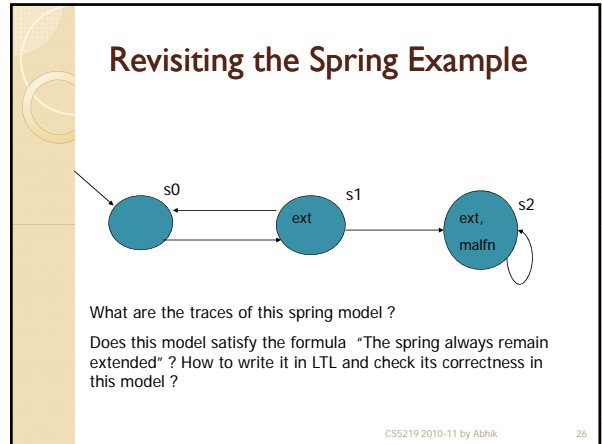 Revisiting the Spring Example
s0
s1
s2
ext
ext,
malfn
What are the traces of this spring model ?
Does this model satisfy the formula “The spring always remain
extended” ? How to write it in LTL and check its correctness in
this model ?
CS5219 2010-11 by Abhik
26